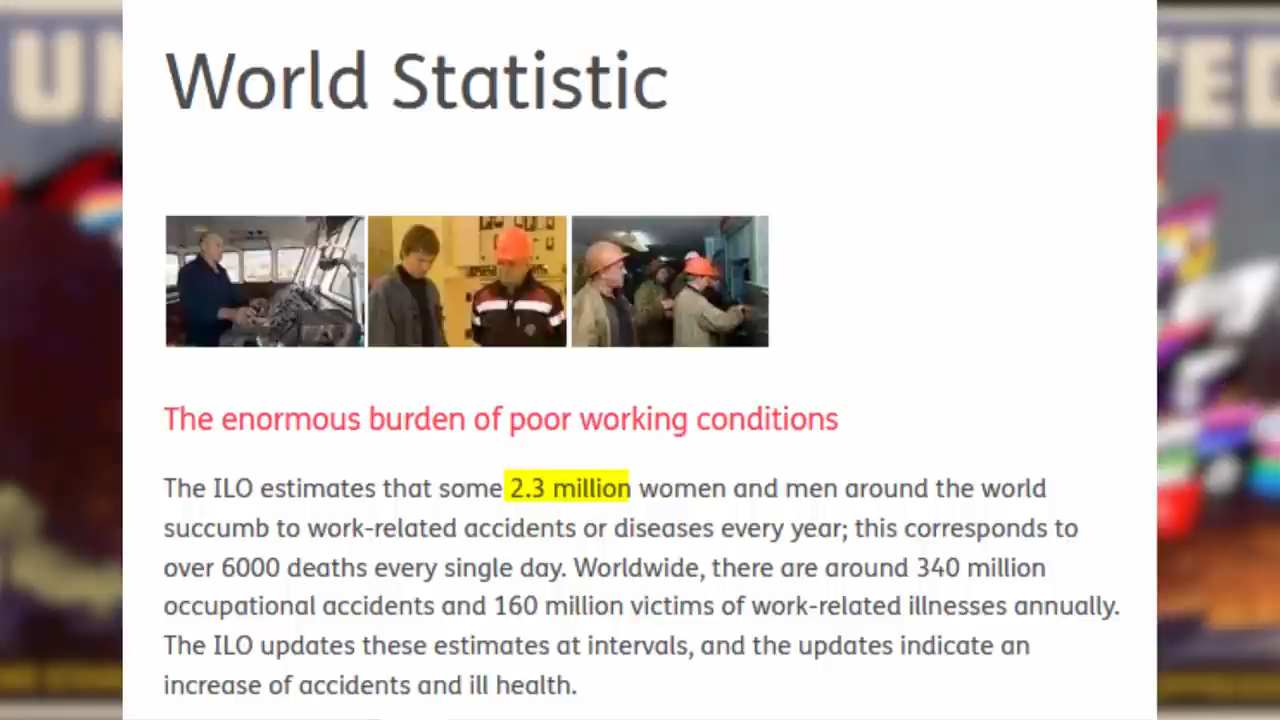 World Statistic
The enormous burden of poor working conditions
The ILO estimates that some 2.3 million women and men around the world
succumb to work-related accidents or diseases every year; this corresponds to
over 6000 deaths every single day. Worldwide, there are around 340 million
occupational accidents and 160 million victims of work-related illnesses annually.
The ILO updates these estimates at intervals, and the updates indicate an
increase of accidents and ill health.